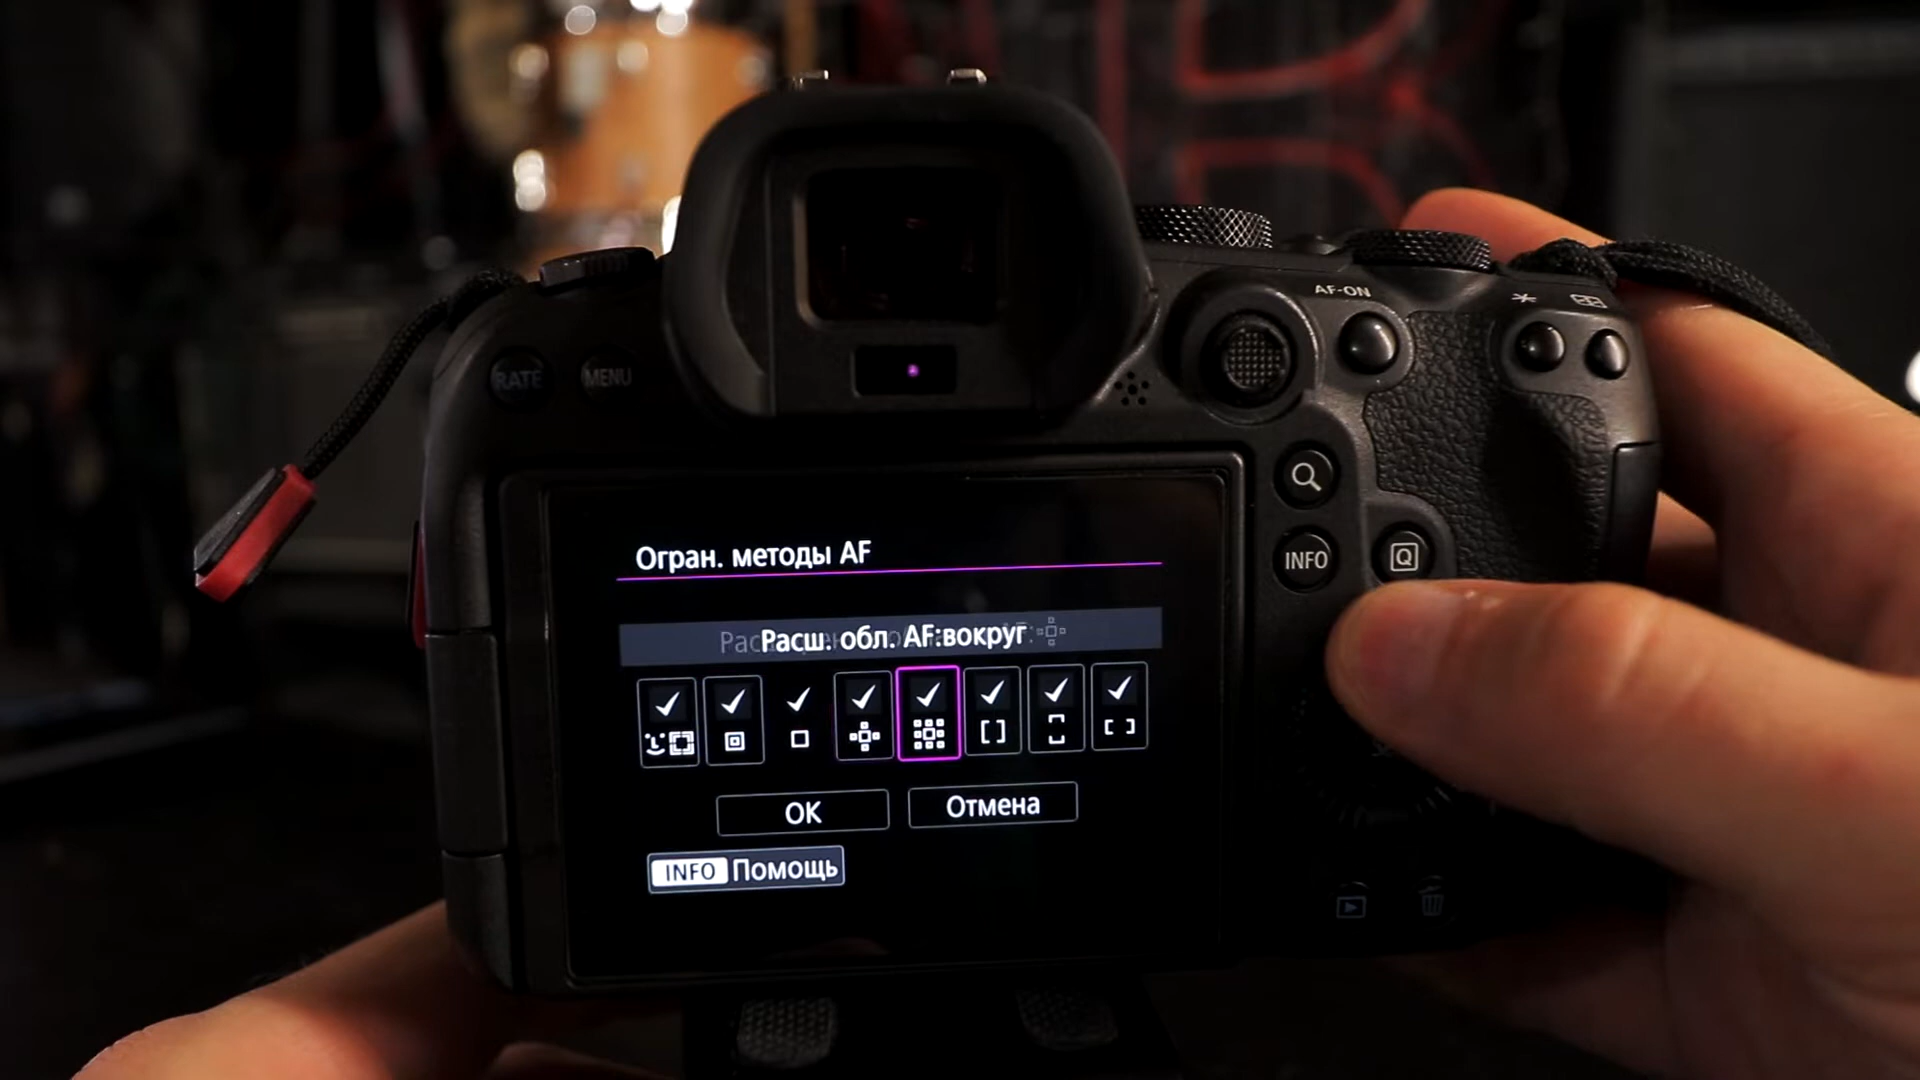 AF-ON
RATE MENU
INFO
Q
Огран. методы AF
Расш. обл. AF:вокруг
OK Отмена
INFO Помощь